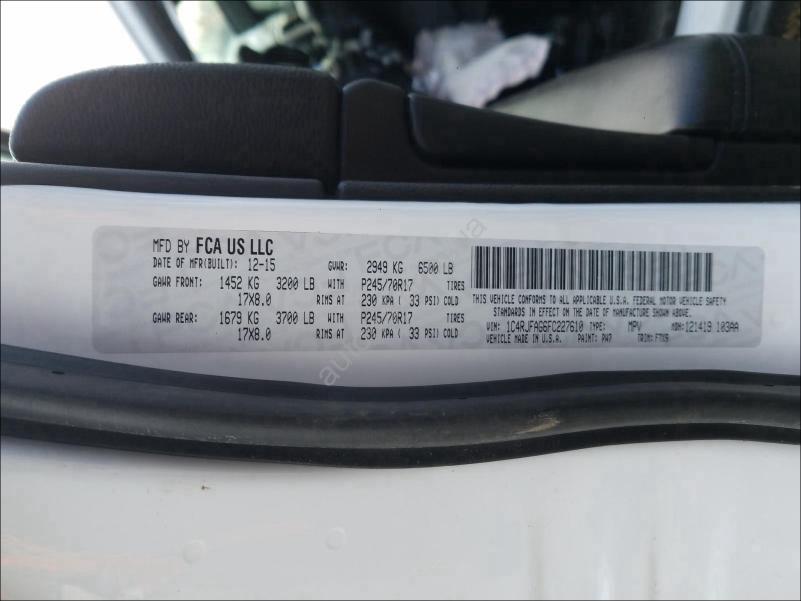 MFD BY FCA US LLC
DATE OF MFR(BUILT): 12-15 GVWR: 2949 KG 6500 LB
GAWR FRONT: 1452 KG 3200 LB WITH P245/70R17 TIRES
17X8.0 RIMS AT 230 KPA ( 33 PSI) COLD
GAWR REAR: 1679 KG 3700 LB WITH P245/70R17 TIRES
17X8.0 RIMS AT 230 KPA ( 33 PSI) COLD
THIS VEHICLE CONFORMS TO ALL APPLICABLE U.S.A. FEDERAL MOTOR VEHICLE SAFETY
STANDARDS IN EFFECT ON THE DATE OF MANUFACTURE SHOWN ABOVE.
VIN: 1C4RJFAG6FC227610 TYPE: MPV MDH:121419 103AA
VEHICLE MADE IN U.S.A. PAINT: PW7 TRIM: